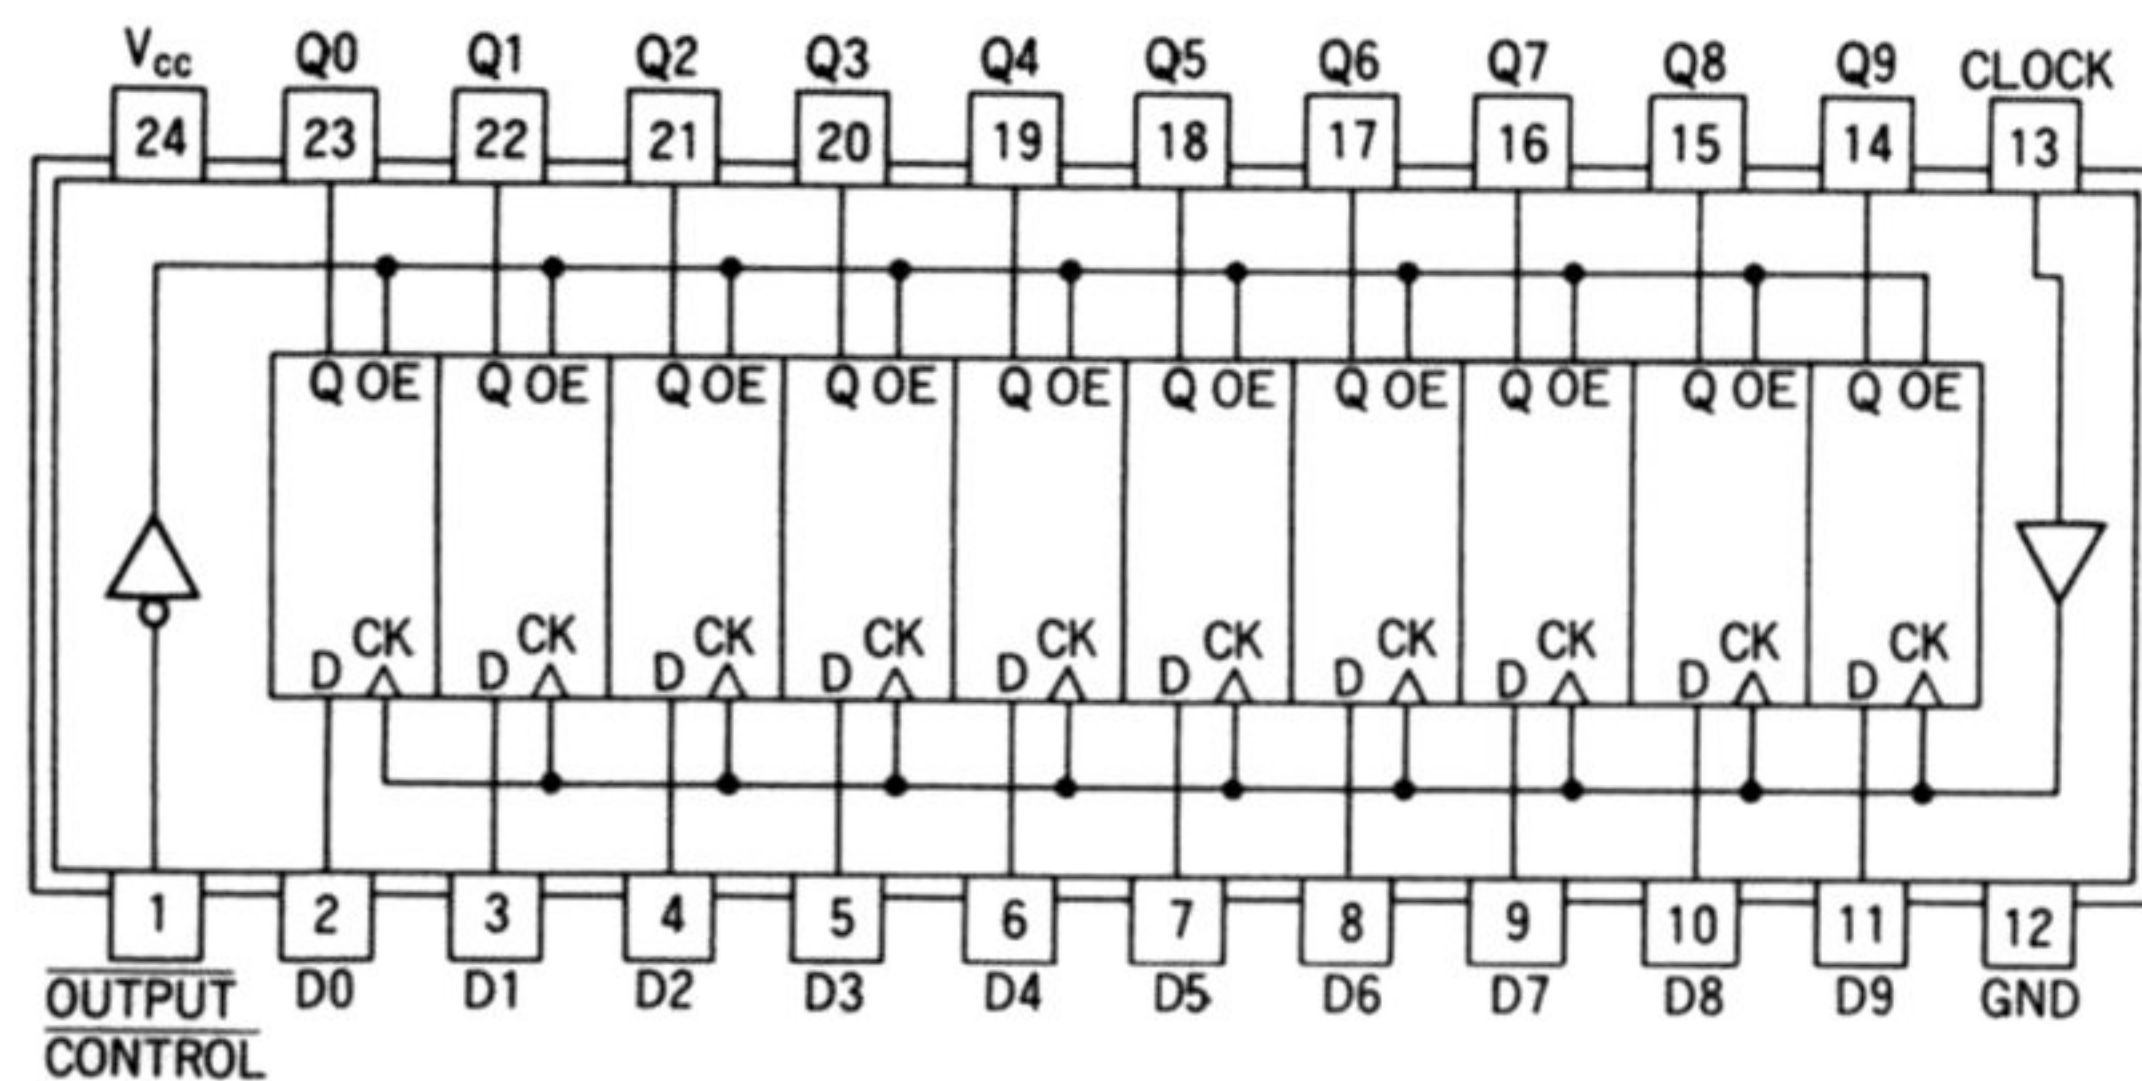 Vcc Q0 Q1 Q2 Q3 Q4 Q5 Q6 Q7 Q8 Q9 CLOCK
24 23 22 21 20 19 18 17 16 15 14 13
Q OE Q OE Q OE Q OE Q OE Q OE Q OE Q OE Q OE Q OE
D CK D CK D CK D CK D CK D CK D CK D CK D CK D CK
1 2 3 4 5 6 7 8 9 10 11 12
OUTPUT D0 D1 D2 D3 D4 D5 D6 D7 D8 D9 GND
CONTROL